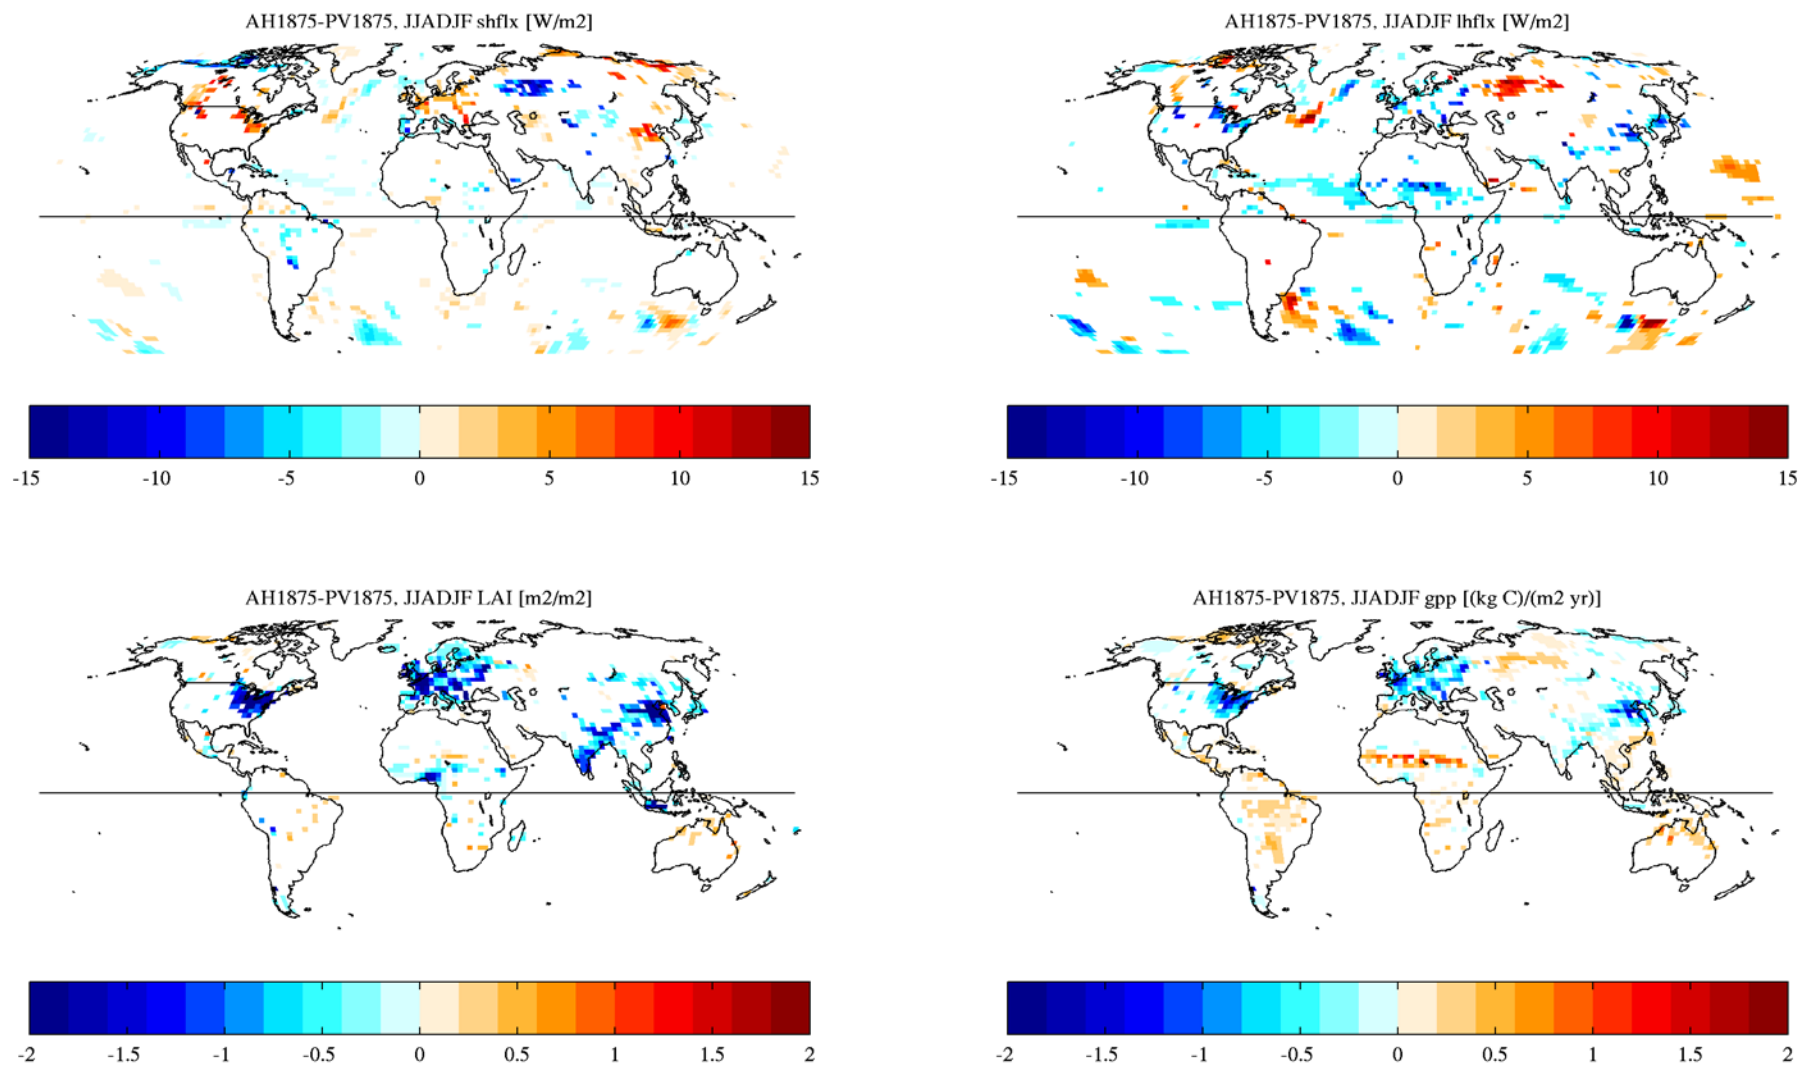 AH1875-PV1875, JJADJF shflx [W/m2]
AH1875-PV1875, JJADJF lhflx [W/m2]
-15 -10 -5 0 5 10 15
-15 -10 -5 0 5 10 15
AH1875-PV1875, JJADJF LAI [m2/m2]
AH1875-PV1875, JJADJF gpp [(kg C)/(m2 yr)]
-2 -1.5 -1 -0.5 0 0.5 1 1.5 2
-2 -1.5 -1 -0.5 0 0.5 1 1.5 2